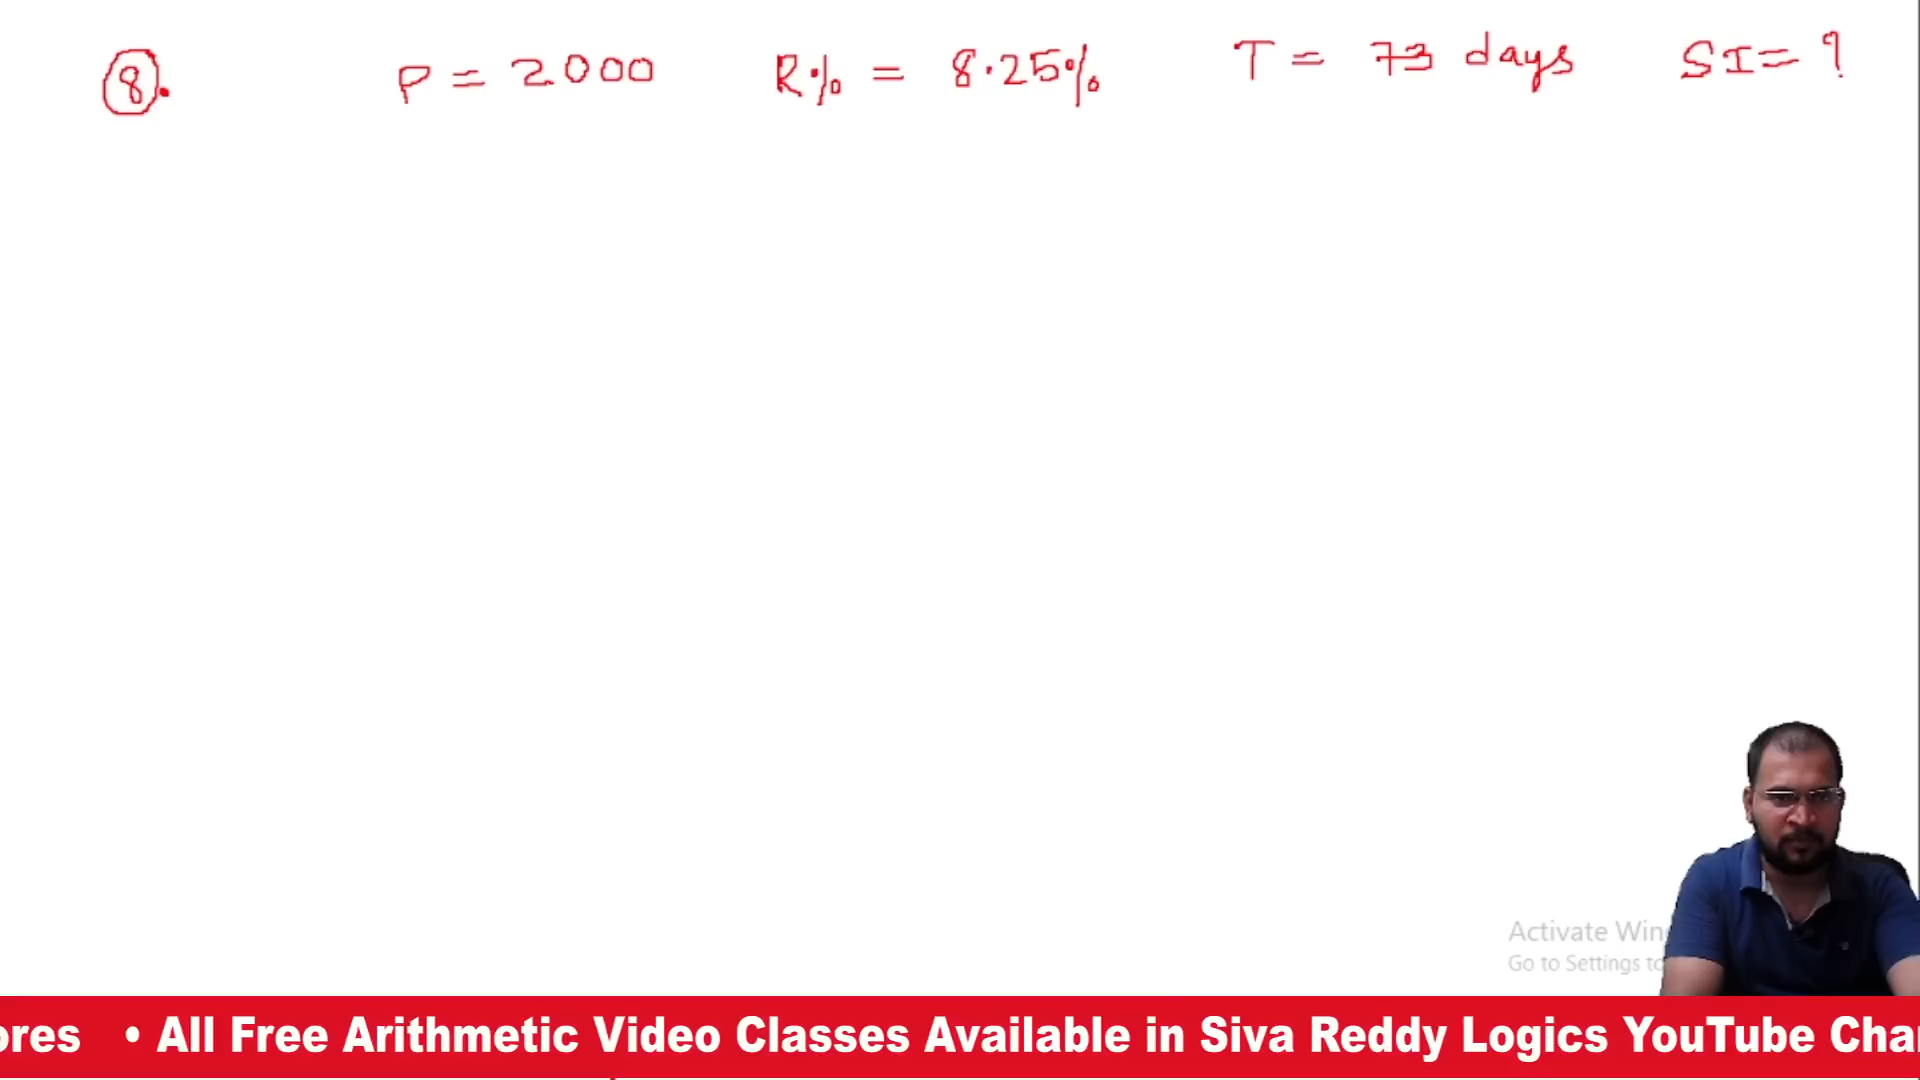 8. P = 2000 R% = 8.25% T = 73 days SI = ?
Activate Win
Go to Settings to
ores • All Free Arithmetic Video Classes Available in Siva Reddy Logics YouTube Cha